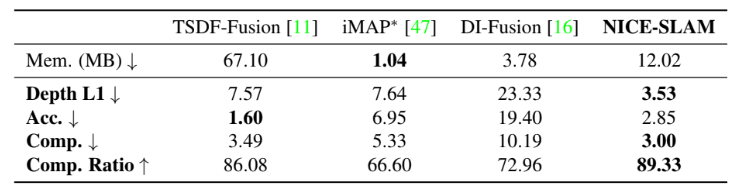 TSDF-Fusion [11] iMAP* [47] DI-Fusion [16] NICE-SLAM
Mem. (MB) ↓ 67.10 1.04 3.78 12.02
Depth L1 ↓ 7.57 7.64 23.33 3.53
Acc. ↓ 1.60 6.95 19.40 2.85
Comp. ↓ 3.49 5.33 10.19 3.00
Comp. Ratio ↑ 86.08 66.60 72.96 89.33